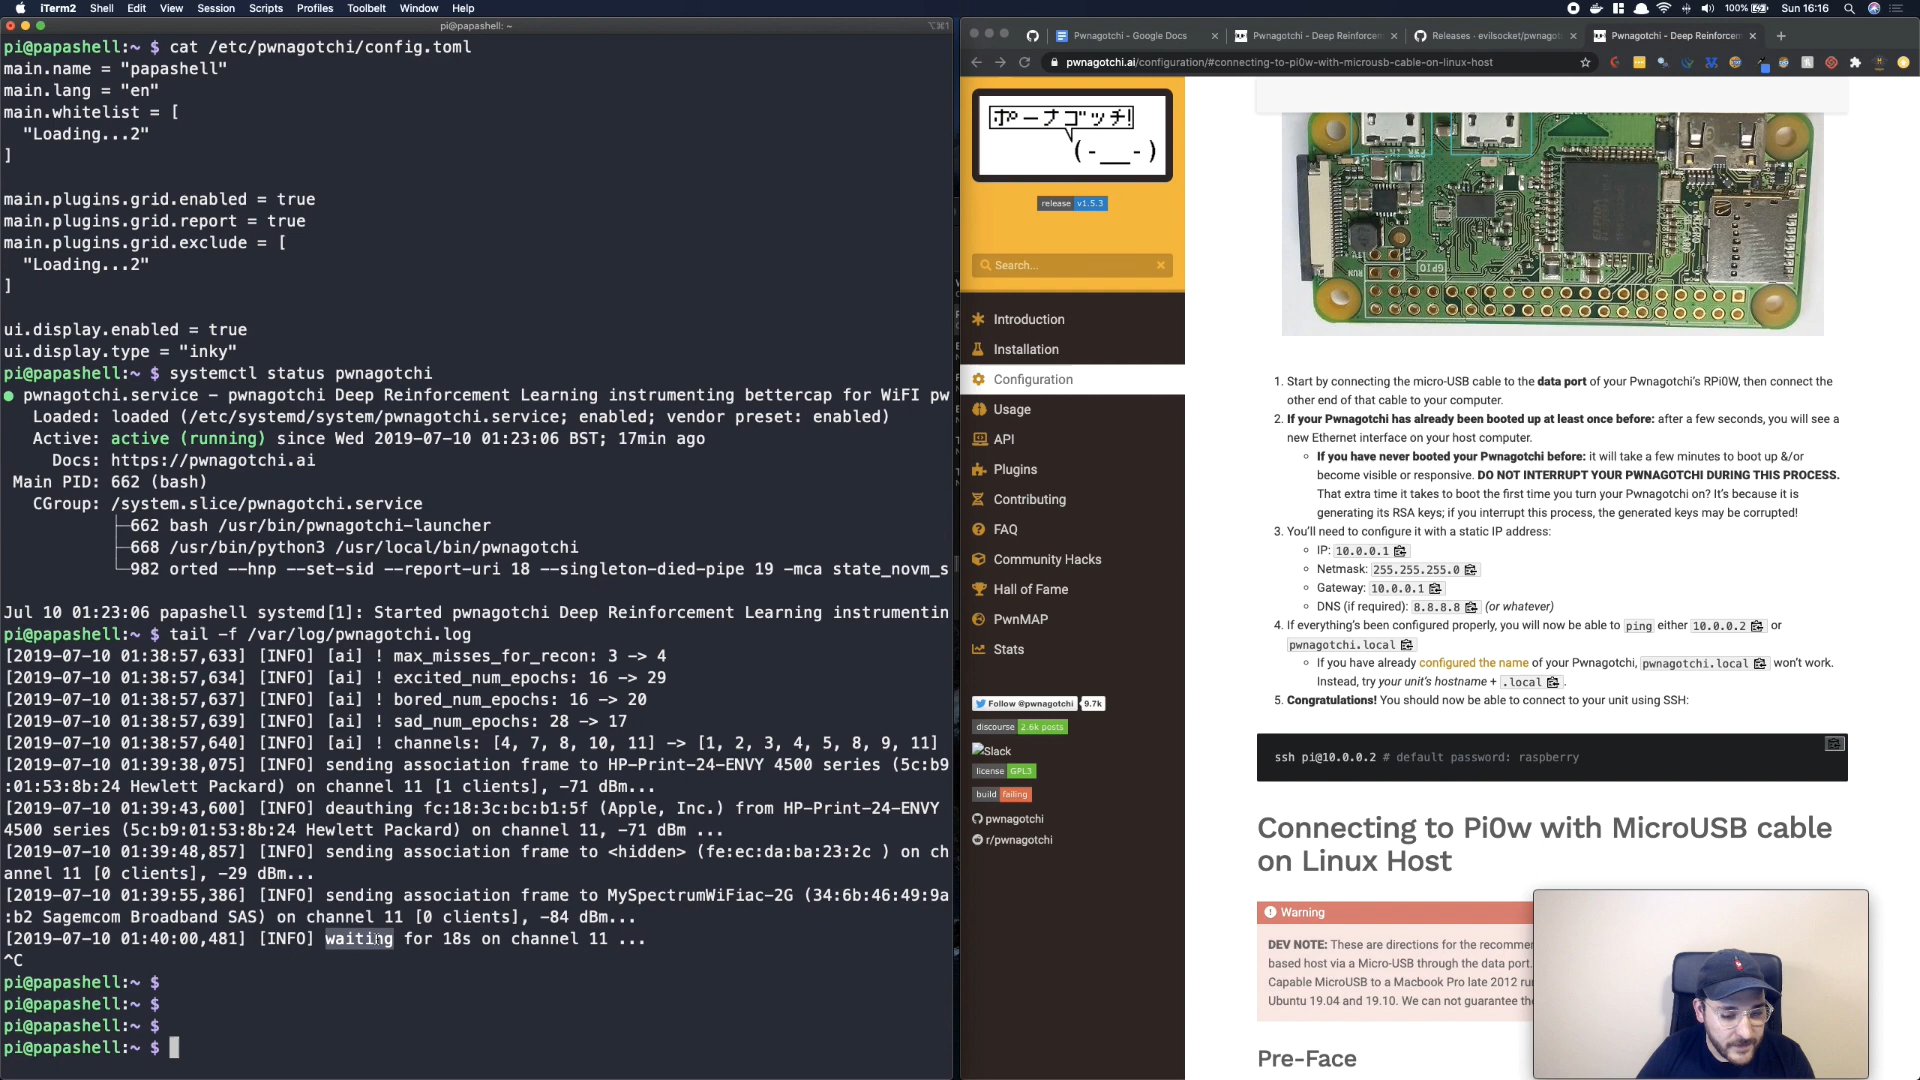 iTerm2 Shell Edit View Session Scripts Profiles Toolbelt Window Help
100% Sun 16:16
pi@papashell: ~
⌥⌘1
pi@papashell:~ $ cat /etc/pwnagotchi/config.toml
main.name = "papashell"
main.lang = "en"
main.whitelist = [
"Loading...2"
]
main.plugins.grid.enabled = true
main.plugins.grid.report = true
main.plugins.grid.exclude = [
"Loading...2"
]
ui.display.enabled = true
ui.display.type = "inky"
pi@papashell:~ $ systemctl status pwnagotchi
● pwnagotchi.service - pwnagotchi Deep Reinforcement Learning instrumenting bettercap for WiFI pw
Loaded: loaded (/etc/systemd/system/pwnagotchi.service; enabled; vendor preset: enabled)
Active: active (running) since Wed 2019-07-10 01:23:06 BST; 17min ago
Docs: https://pwnagotchi.ai
Main PID: 662 (bash)
CGroup: /system.slice/pwnagotchi.service
├─662 bash /usr/bin/pwnagotchi-launcher
├─668 /usr/bin/python3 /usr/local/bin/pwnagotchi
└─982 orted --hnp --set-sid --report-uri 18 --singleton-died-pipe 19 -mca state_novm_s
Jul 10 01:23:06 papashell systemd[1]: Started pwnagotchi Deep Reinforcement Learning instrumentin
pi@papashell:~ $ tail -f /var/log/pwnagotchi.log
[2019-07-10 01:38:57,633] [INFO] [ai] ! max_misses_for_recon: 3 -> 4
[2019-07-10 01:38:57,634] [INFO] [ai] ! excited_num_epochs: 16 -> 29
[2019-07-10 01:38:57,637] [INFO] [ai] ! bored_num_epochs: 16 -> 20
[2019-07-10 01:38:57,639] [INFO] [ai] ! sad_num_epochs: 28 -> 17
[2019-07-10 01:38:57,640] [INFO] [ai] ! channels: [4, 7, 8, 10, 11] -> [1, 2, 3, 4, 5, 8, 9, 11]
[2019-07-10 01:39:38,075] [INFO] sending association frame to HP-Print-24-ENVY 4500 series (5c:b9
:01:53:8b:24 Hewlett Packard) on channel 11 [1 clients], -71 dBm...
[2019-07-10 01:39:43,600] [INFO] deauthing fc:18:3c:bc:b1:5f (Apple, Inc.) from HP-Print-24-ENVY
4500 series (5c:b9:01:53:8b:24 Hewlett Packard) on channel 11, -71 dBm ...
[2019-07-10 01:39:48,857] [INFO] sending association frame to <hidden> (fe:ec:da:ba:23:2c ) on ch
annel 11 [0 clients], -29 dBm...
[2019-07-10 01:39:55,386] [INFO] sending association frame to MySpectrumWiFiac-2G (34:6b:46:49:9a
:b2 Sagemcom Broadband SAS) on channel 11 [0 clients], -84 dBm...
[2019-07-10 01:40:00,481] [INFO] waiting for 18s on channel 11 ...
^C
pi@papashell:~ $
pi@papashell:~ $
pi@papashell:~ $
pi@papashell:~ $
Pwnagotchi - Google Docs
Pwnagotchi - Deep Reinforcem
Releases · evilsocket/pwnagot
Pwnagotchi - Deep Reinforcem
pwnagotchi.ai/configuration/#connecting-to-pi0w-with-microusb-cable-on-linux-host
ポーナゴッチ!
(-__-)
release v1.5.3
Search...
Introduction
Installation
Configuration
Usage
API
Plugins
Contributing
FAQ
Community Hacks
Hall of Fame
PwnMAP
Stats
Follow @pwnagotchi 9.7k
discourse 2.6k posts
Slack
license GPL3
build failing
pwnagotchi
r/pwnagotchi
GPIO
RUN
1. Start by connecting the micro-USB cable to the data port of your Pwnagotchi's RPi0W, then connect the
other end of that cable to your computer.
2. If your Pwnagotchi has already been booted up at least once before: after a few seconds, you will see a
new Ethernet interface on your host computer.
If you have never booted your Pwnagotchi before: it will take a few minutes to boot up &/or
become visible or responsive. DO NOT INTERRUPT YOUR PWNAGOTCHI DURING THIS PROCESS.
That extra time it takes to boot the first time you turn your Pwnagotchi on? It's because it is
generating its RSA keys; if you interrupt this process, the generated keys may be corrupted!
3. You'll need to configure it with a static IP address:
IP: 10.0.0.1
Netmask: 255.255.255.0
Gateway: 10.0.0.1
DNS (if required): 8.8.8.8 (or whatever)
4. If everything's been configured properly, you will now be able to ping either 10.0.0.2 or
pwnagotchi.local
If you have already configured the name of your Pwnagotchi, pwnagotchi.local won't work.
Instead, try your unit's hostname + .local .
5. Congratulations! You should now be able to connect to your unit using SSH:
ssh pi@10.0.0.2 # default password: raspberry
Connecting to Pi0w with MicroUSB cable
on Linux Host
Warning
DEV NOTE: These are directions for the recomme
based host via a Micro-USB through the data port.
Capable MicroUSB to a Macbook Pro late 2012 ru
Ubuntu 19.04 and 19.10. We can not guarantee the
Pre-Face